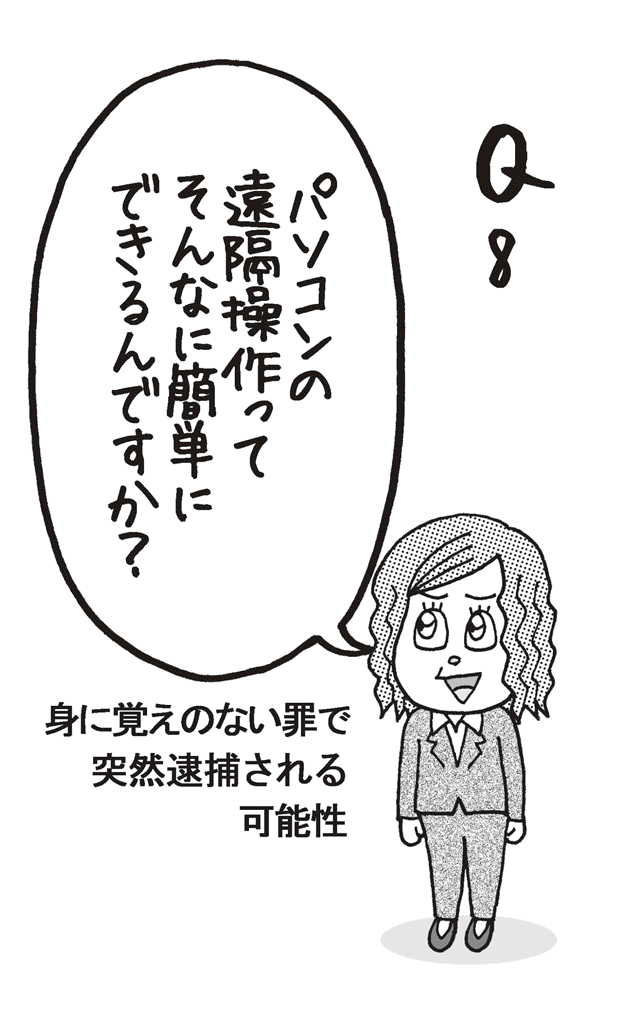 Q8
パソコンの
遠隔操作って
そんなに簡単に
できるんですか?
身に覚えのない罪で
突然逮捕される
可能性